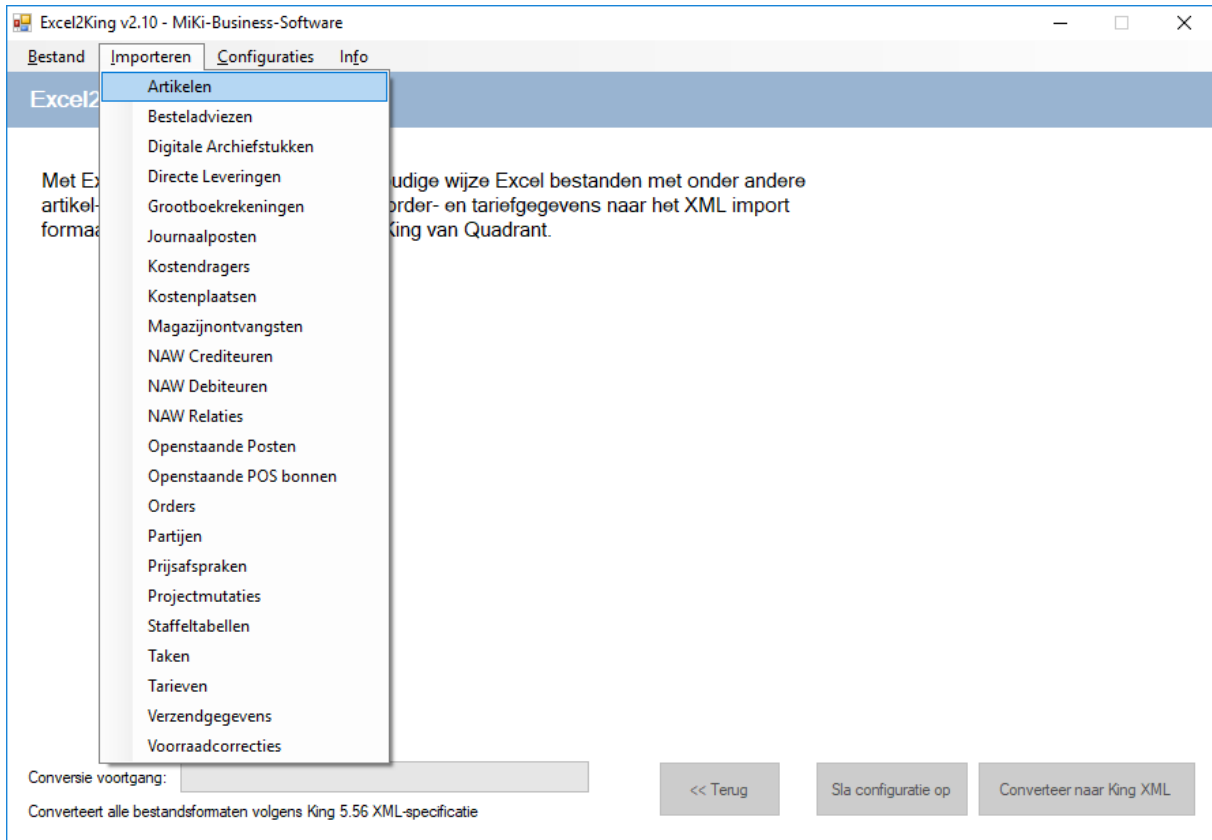 Excel2King v2.10 - MiKi-Business-Software
Bestand Importeren Configuraties Info
Excel2
Artikelen
Besteladviezen
Digitale Archiefstukken
Directe Leveringen
Grootboekrekeningen
Journaalposten
Kostendragers
Kostenplaatsen
Magazijnontvangsten
NAW Crediteuren
NAW Debiteuren
NAW Relaties
Openstaande Posten
Openstaande POS bonnen
Orders
Partijen
Prijsafspraken
Projectmutaties
Staffeltabellen
Taken
Tarieven
Verzendgegevens
Voorraadcorrecties
Met Ex udige wijze Excel bestanden met onder andere
artikel- order- en tariefgegevens naar het XML import
formaa King van Quadrant.
Conversie voortgang:
<< Terug
Sla configuratie op
Converteer naar King XML
Converteert alle bestandsformaten volgens King 5.56 XML-specificatie